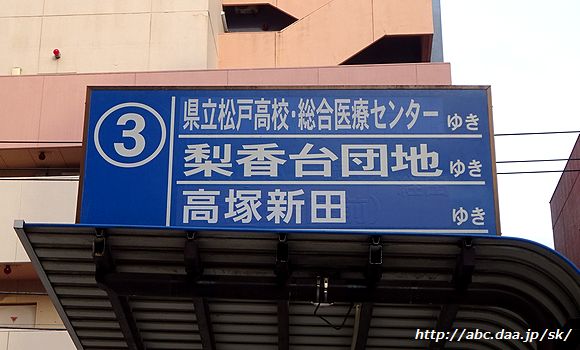 ③
県立松戸高校・総合医療センター ゆき
梨香台団地 ゆき
高塚新田 ゆき
http://abc.daa.jp/sk/